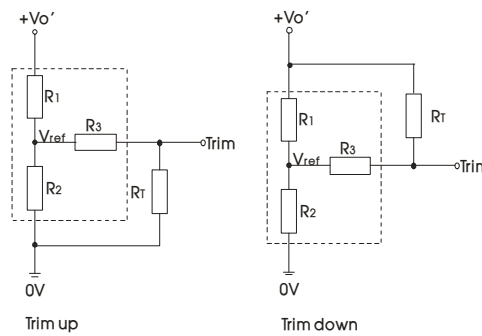 +Vo'
R1
Vref
R3
Trim
R2
RT
0V
Trim up
+Vo'
R1
RT
Vref
R3
Trim
R2
0V
Trim down